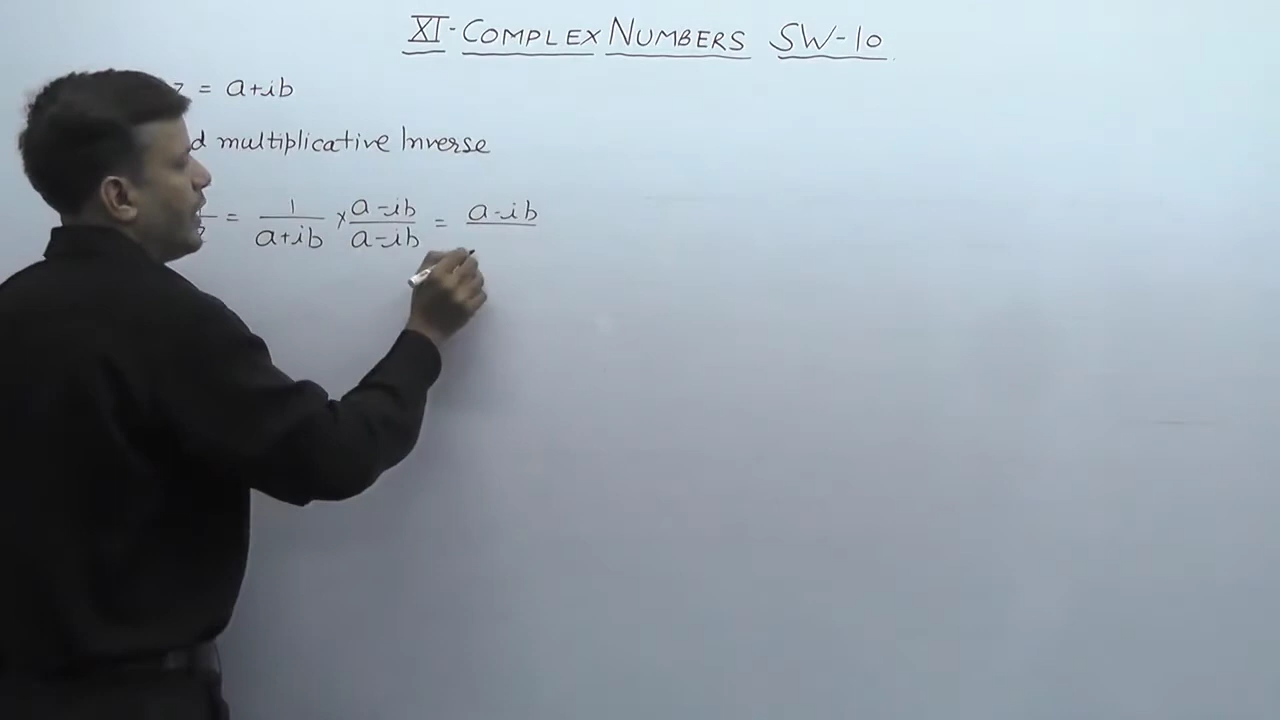 XI - COMPLEX NUMBERS SW-10
z = a+ib
multiplicative Inverse
= 1/(a+ib) × (a-ib)/(a-ib) = a-ib